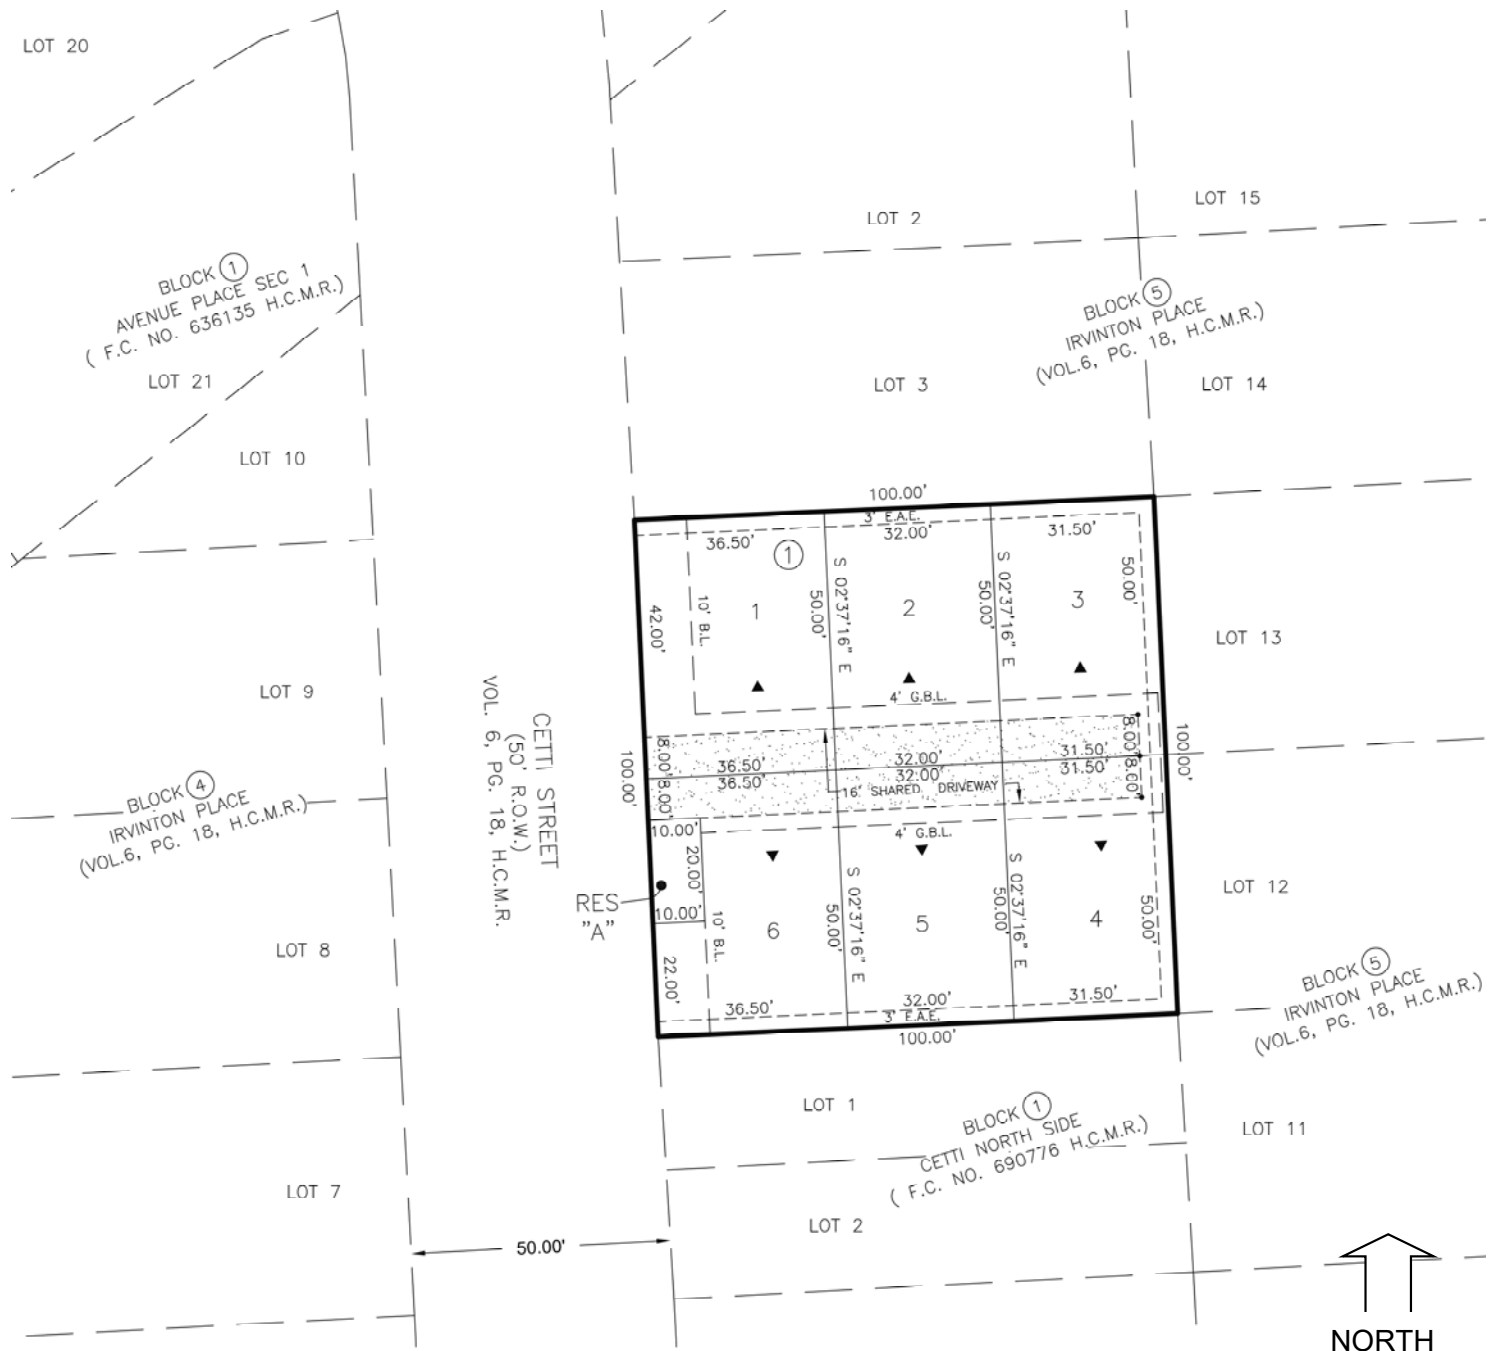 LOT 20
LOT 2
LOT 15
BLOCK 1
AVENUE PLACE SEC 1
( F.C. NO. 636135 H.C.M.R.)
BLOCK 5
IRVINTON PLACE
(VOL.6, PG. 18, H.C.M.R.)
LOT 21
LOT 3
LOT 14
LOT 10
100.00'
3' E.A.E.
36.50'
32.00'
31.50'
1
S 02°37'16" E
S 02°37'16" E
50.00'
50.00'
50.00'
42.00'
10' B.L.
1
2
3
LOT 13
LOT 9
4' G.B.L.
CETTI STREET
(50' R.O.W.)
VOL. 6, PG. 18, H.C.M.R.
100.00'
8.00'
8.00'
36.50'
32.00'
31.50'
36.50'
32.00'
31.50'
8.00'
8.00'
100.00'
16' SHARED DRIVEWAY
BLOCK 4
IRVINTON PLACE
(VOL.6, PG. 18, H.C.M.R.)
10.00'
4' G.B.L.
20.00'
RES
"A"
10.00'
10' B.L.
6
50.00'
S 02°37'16" E
5
50.00'
S 02°37'16" E
4
50.00'
LOT 12
LOT 8
22.00'
36.50'
32.00'
31.50'
3' E.A.E.
100.00'
BLOCK 5
IRVINTON PLACE
(VOL.6, PG. 18, H.C.M.R.)
LOT 1
BLOCK 1
CETTI NORTH SIDE
( F.C. NO. 690776 H.C.M.R.)
LOT 11
LOT 7
LOT 2
50.00'
NORTH